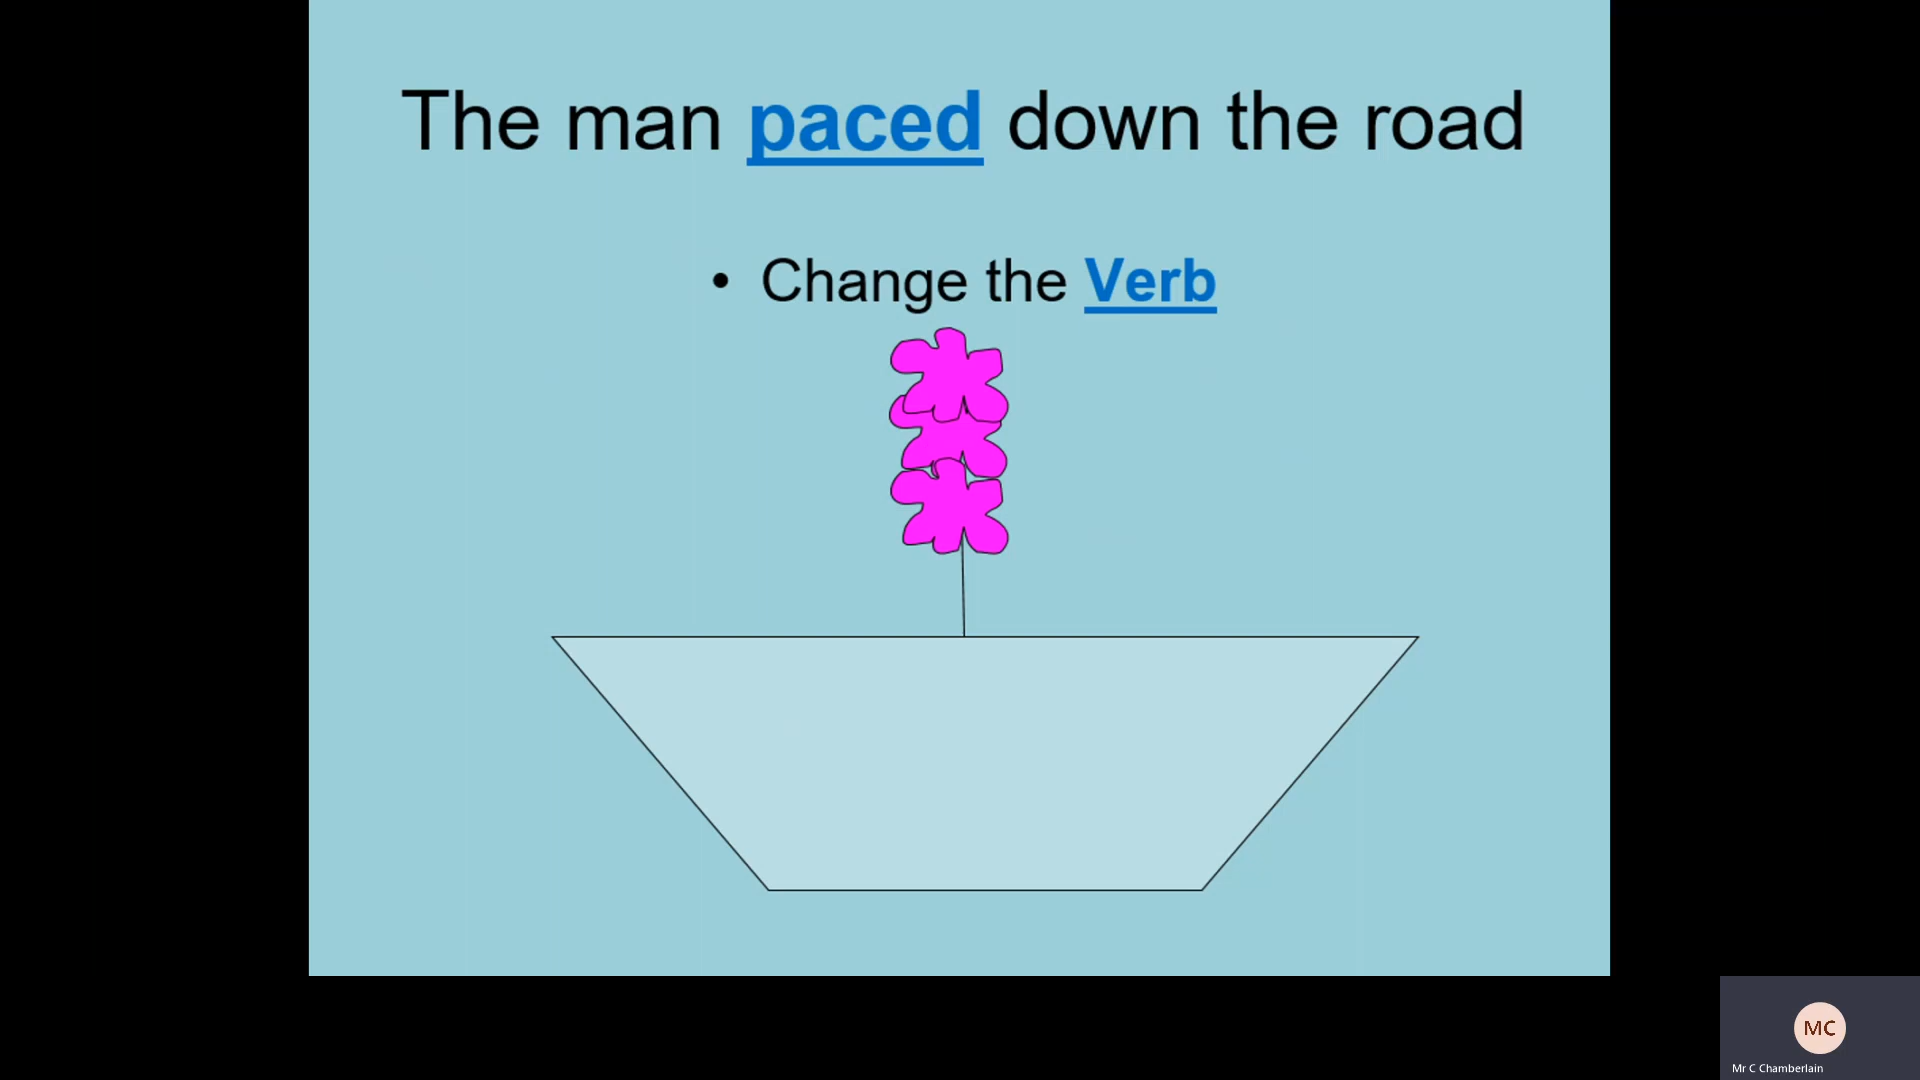 The man paced down the road
• Change the Verb
MC
Mr C Chamberlain